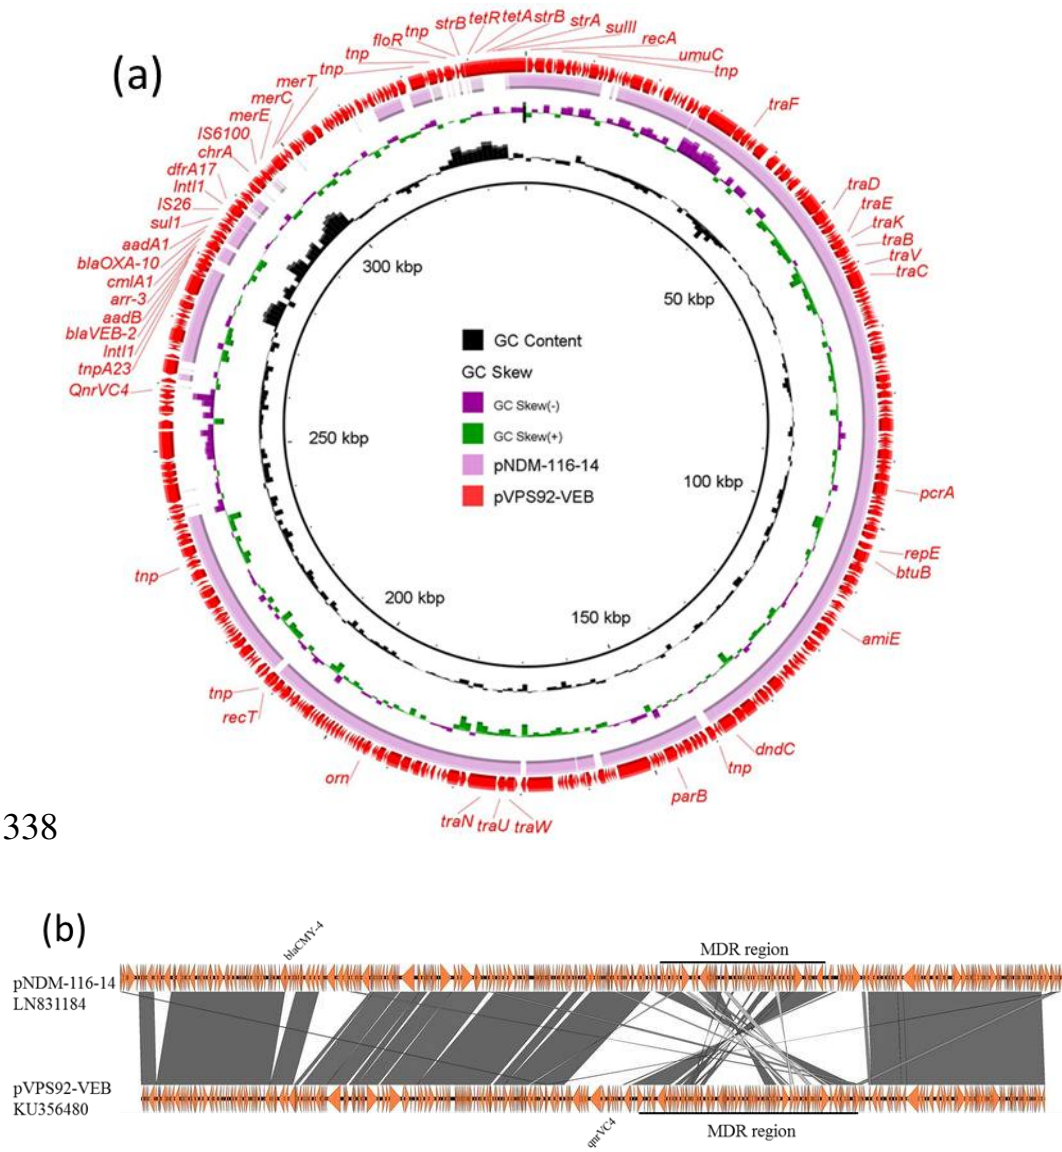 (a)
tnp
floR
tnp
strB
tetR
tetA
strB
strA
sulII
recA
umuC
tnp
traF
traD
traE
traK
traB
traV
traC
pcrA
repE
btuB
amiE
dndC
tnp
parB
traW
traU
traN
orn
recT
tnp
tnp
QnrVC4
tnpA23
IntI1
blaVEB-2
aadB
arr-3
cmlA1
blaOXA-10
aadA1
sul1
IS26
IntI1
dfrA17
chrA
IS6100
merE
merC
merT
tnp
50 kbp
100 kbp
150 kbp
200 kbp
250 kbp
300 kbp
GC Content
GC Skew
GC Skew(-)
GC Skew(+)
pNDM-116-14
pVPS92-VEB
338
(b)
blaCMY-4
MDR region
pNDM-116-14
LN831184
pVPS92-VEB
KU356480
qnrVC4
MDR region